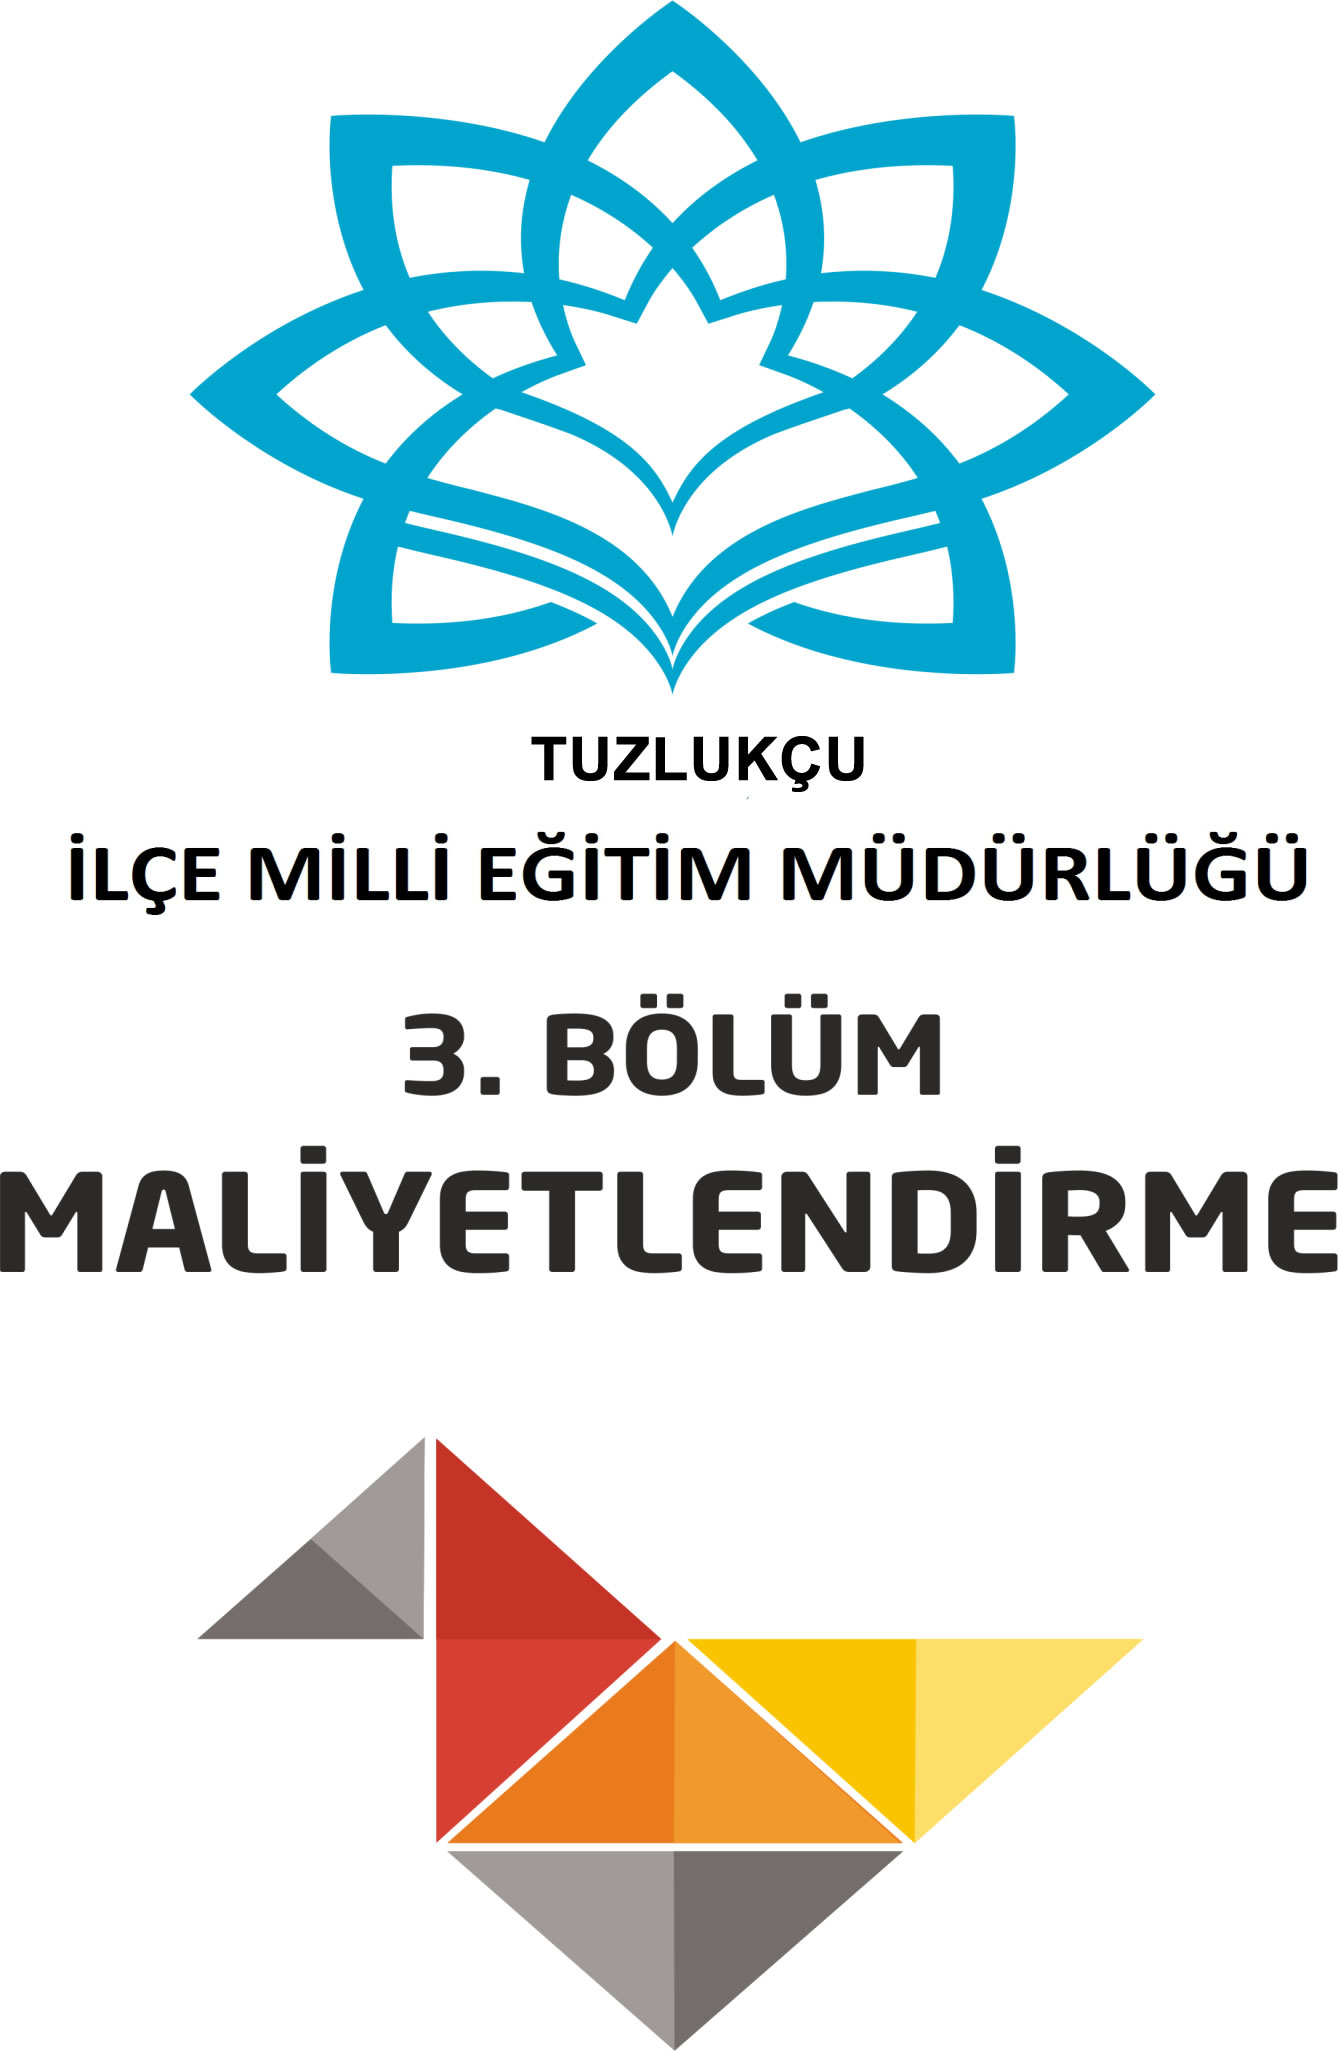 TUZLUKÇU
İLÇE MİLLİ EĞİTİM MÜDÜRLÜĞÜ
3. BÖLÜM
MALİYETLENDİRME